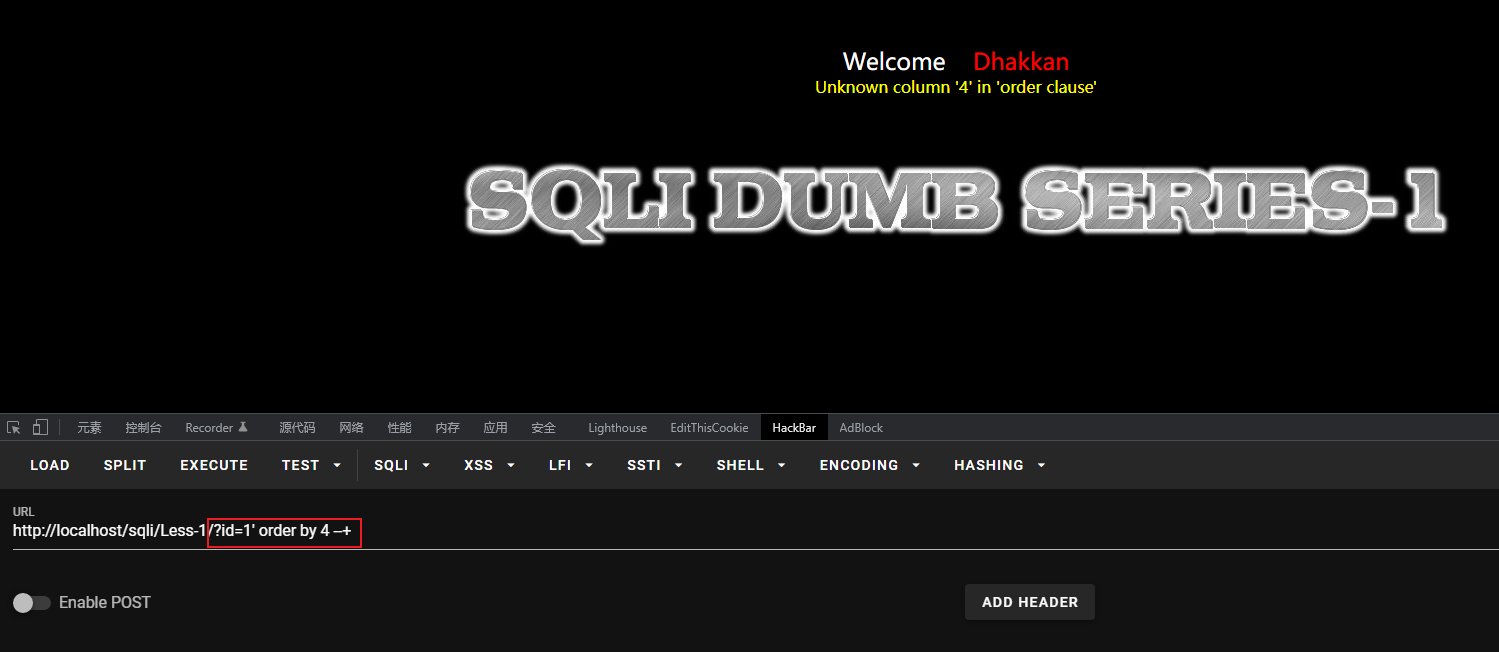 Welcome Dhakkan
Unknown column '4' in 'order clause'
SQLI DUMB SERIES-1
元素 控制台 Recorder 源代码 网络 性能 内存 应用 安全 Lighthouse EditThisCookie HackBar AdBlock
LOAD SPLIT EXECUTE TEST SQLI XSS LFI SSTI SHELL ENCODING HASHING
URL
http://localhost/sqli/Less-1/?id=1' order by 4 --+
Enable POST ADD HEADER